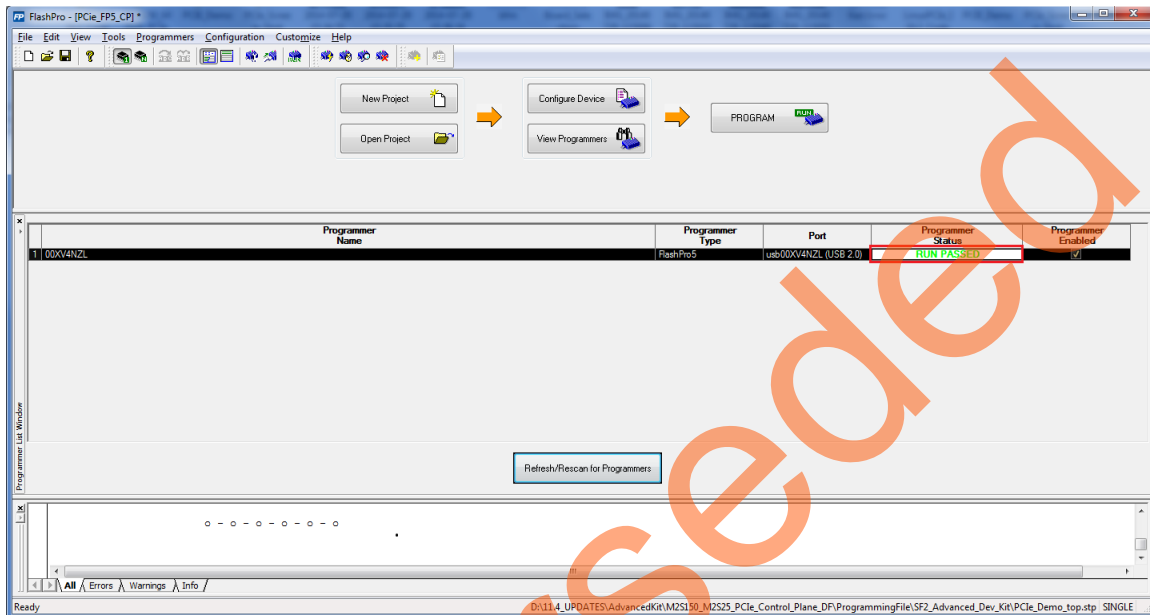 FP FlashPro - [PCie_FP5_CP] *
File Edit View Tools Programmers Configuration Customize Help
New Project
Configure Device
RUN
PROGRAM
Open Project
View Programmers
Programmer Name
Programmer Type
Port
Programmer Status
Programmer Enabled
1 00XV4NZL FlashPro5 usb00XV4NZL (USB 2.0) RUN PASSED
Programmer List Window
Refresh/Rescan for Programmers
o - o - o - o - o - o
All Errors Warnings Info
Ready D:\11.4_UPDATES\AdvancedKit\M2S150_M2S25_PCIe_Control_Plane_DF\ProgrammingFile\SF2_Advanced_Dev_Kit\PCIe_Demo_top.stp SINGLE
seded